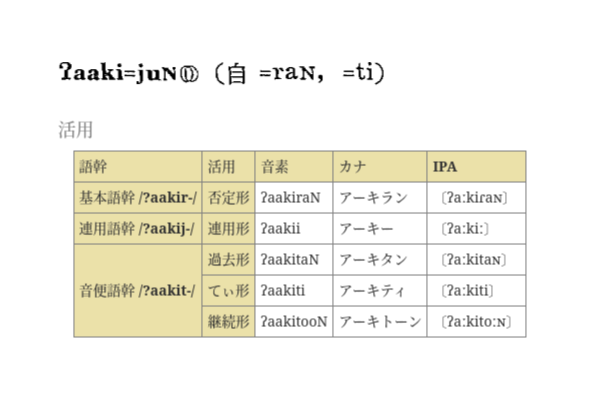 ʔaaki=juN① (自 =raN, =ti)
活用
語幹 活用 音素 カナ IPA
基本語幹 /ʔaakir-/ 否定形 ʔaakiraN アーキラン 〔ʔaːkiraɴ〕
連用語幹 /ʔaakij-/ 連用形 ʔaakii アーキー 〔ʔaːkiː〕
音便語幹 /ʔaakit-/ 過去形 ʔaakitaN アーキタン 〔ʔaːkitaɴ〕
てぃ形 ʔaakiti アーキティ 〔ʔaːkiti〕
継続形 ʔaakitooN アーキトーン 〔ʔaːkitoːɴ〕